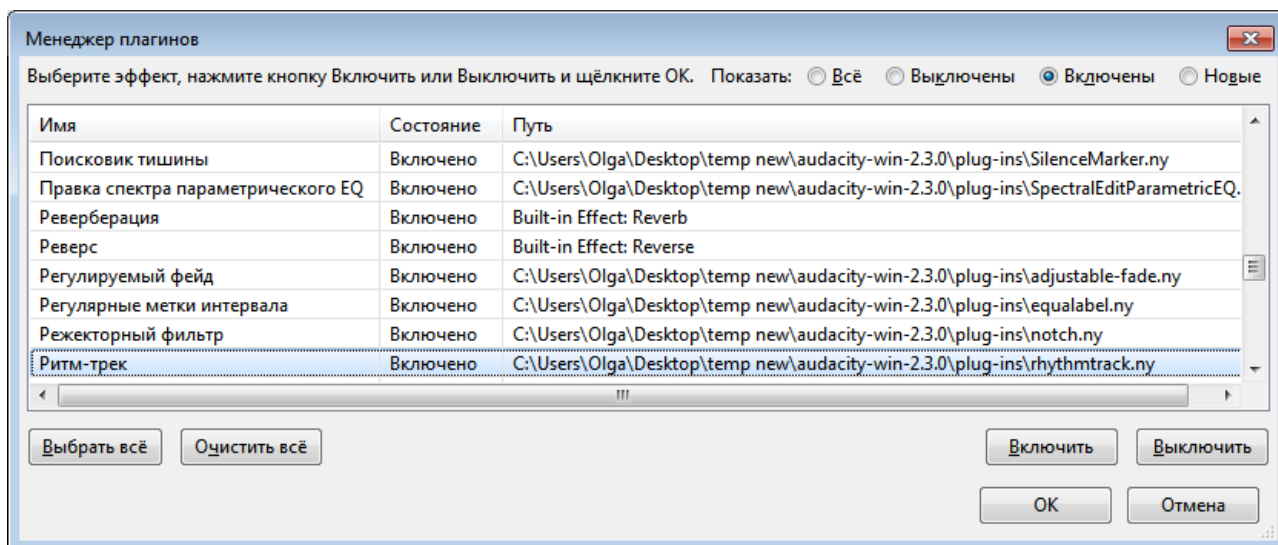 Менеджер плагинов
Выберите эффект, нажмите кнопку Включить или Выключить и щёлкните OK. Показать: Всё Выключены Включены Новые
Имя Состояние Путь
Поисковик тишины Включено C:\Users\Olga\Desktop\temp new\audacity-win-2.3.0\plug-ins\SilenceMarker.ny
Правка спектра параметрического EQ Включено C:\Users\Olga\Desktop\temp new\audacity-win-2.3.0\plug-ins\SpectralEditParametricEQ.
Реверберация Включено Built-in Effect: Reverb
Реверс Включено Built-in Effect: Reverse
Регулируемый фейд Включено C:\Users\Olga\Desktop\temp new\audacity-win-2.3.0\plug-ins\adjustable-fade.ny
Регулярные метки интервала Включено C:\Users\Olga\Desktop\temp new\audacity-win-2.3.0\plug-ins\equalabel.ny
Режекторный фильтр Включено C:\Users\Olga\Desktop\temp new\audacity-win-2.3.0\plug-ins\notch.ny
Ритм-трек Включено C:\Users\Olga\Desktop\temp new\audacity-win-2.3.0\plug-ins\rhythmtrack.ny
Выбрать всё Очистить всё Включить Выключить
OK Отмена